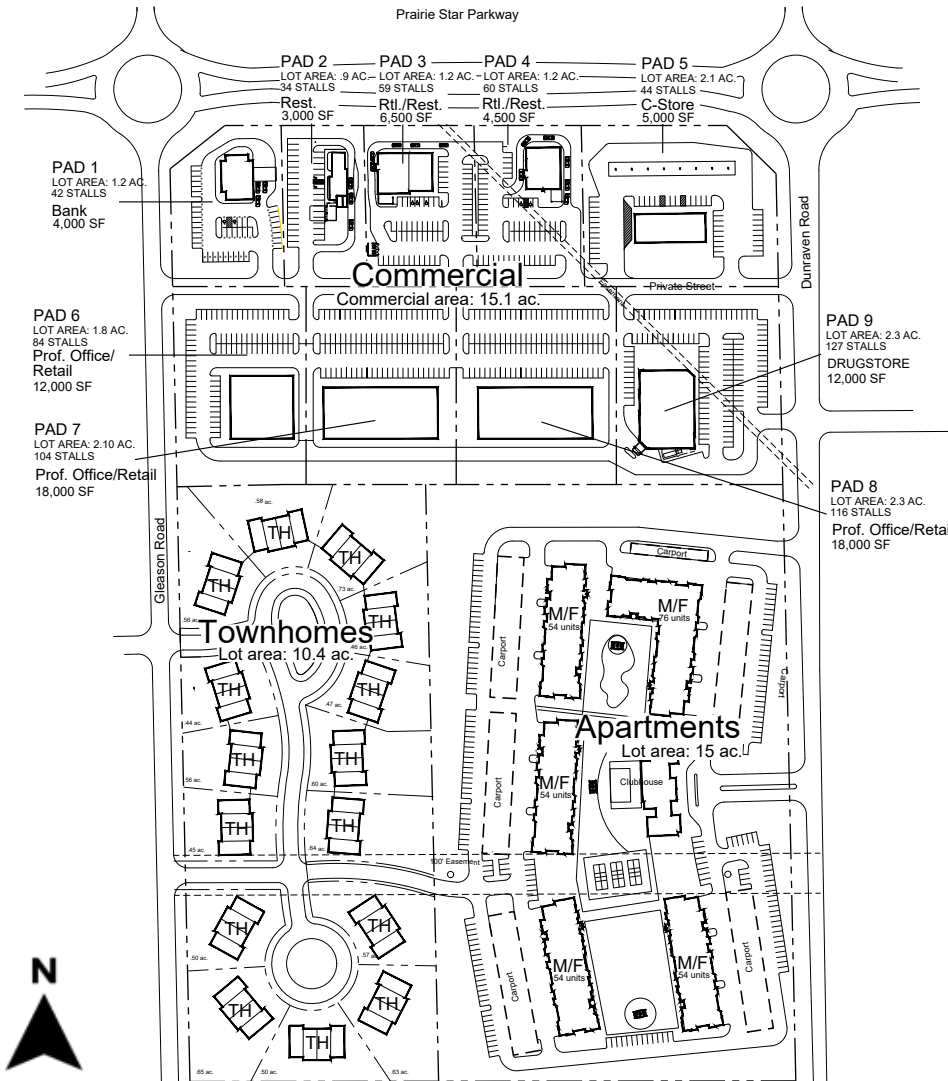 Prairie Star Parkway
PAD 2
LOT AREA: .9 AC.
34 STALLS
Rest.
3,000 SF
PAD 3
LOT AREA: 1.2 AC.
59 STALLS
Rtl./Rest.
6,500 SF
PAD 4
LOT AREA: 1.2 AC.
60 STALLS
Rtl./Rest.
4,500 SF
PAD 5
LOT AREA: 2.1 AC.
44 STALLS
C-Store
5,000 SF
PAD 1
LOT AREA: 1.2 AC.
42 STALLS
Bank
4,000 SF
Dunraven Road
Commercial
Commercial area: 15.1 ac.
Private Street
PAD 6
LOT AREA: 1.8 AC.
84 STALLS
Prof. Office/
Retail
12,000 SF
PAD 9
LOT AREA: 2.3 AC.
127 STALLS
DRUGSTORE
12,000 SF
PAD 7
LOT AREA: 2.10 AC.
104 STALLS
Prof. Office/Retail
18,000 SF
PAD 8
LOT AREA: 2.3 AC.
116 STALLS
Prof. Office/Retail
18,000 SF
Gleason Road
.58 ac.
TH
TH
TH
.73 ac.
.56 ac.
TH
Townhomes
.46 ac.
Lot area: 10.4 ac.
TH
TH
.47 ac.
.44 ac.
TH
TH
.56 ac.
.60 ac.
TH
TH
.45 ac.
.64 ac.
100' Easement
TH
TH
.50 ac.
.57 ac.
TH
TH
TH
.65 ac.
.50 ac.
.63 ac.
Carport
M/F
54 units
M/F
76 units
Carport
Carport
Apartments
Lot area: 15 ac.
M/F
54 units
Clubhouse
Carport
M/F
54 units
M/F
54 units
Carport
Carport
N